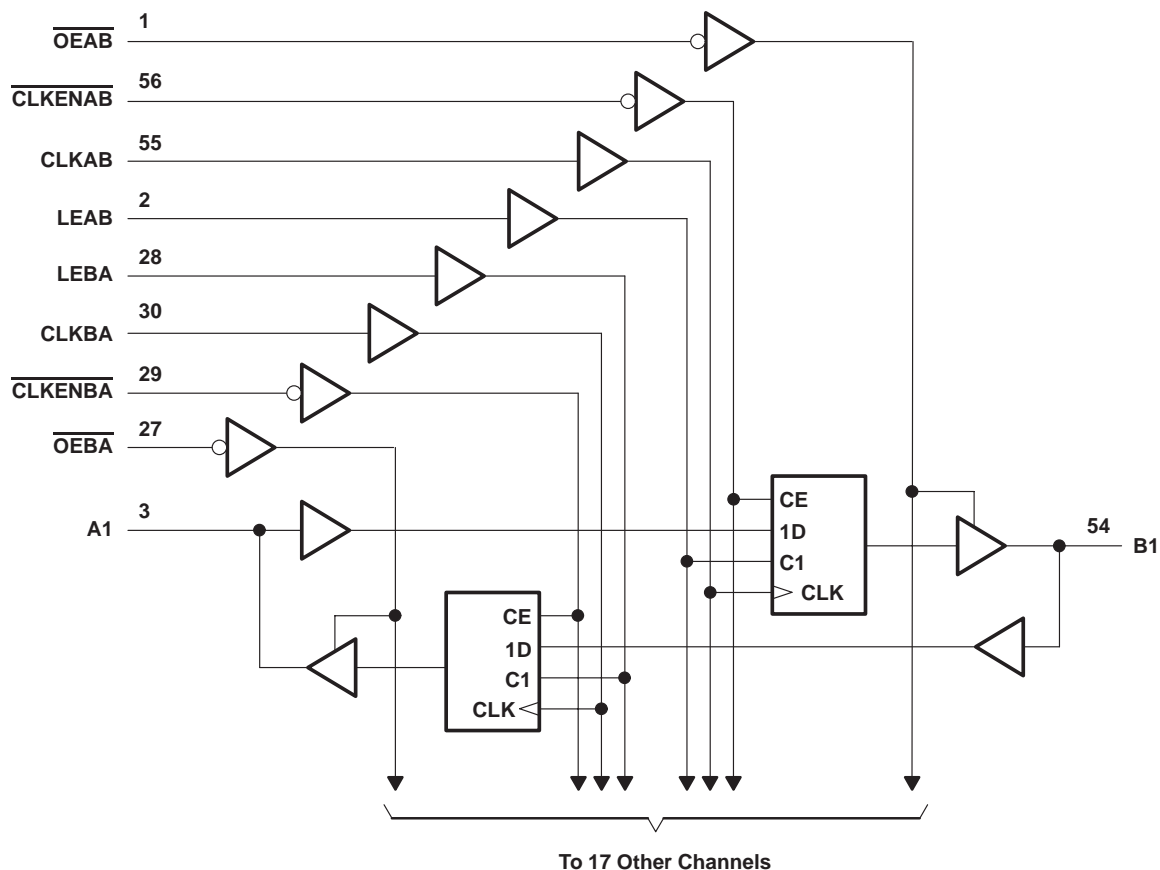 1
OEAB
56
CLKENAB
55
CLKAB
2
LEAB
28
LEBA
30
CLKBA
29
CLKENBA
27
OEBA
3
A1
CE
1D
C1
CLK
54
B1
CE
1D
C1
CLK
To 17 Other Channels